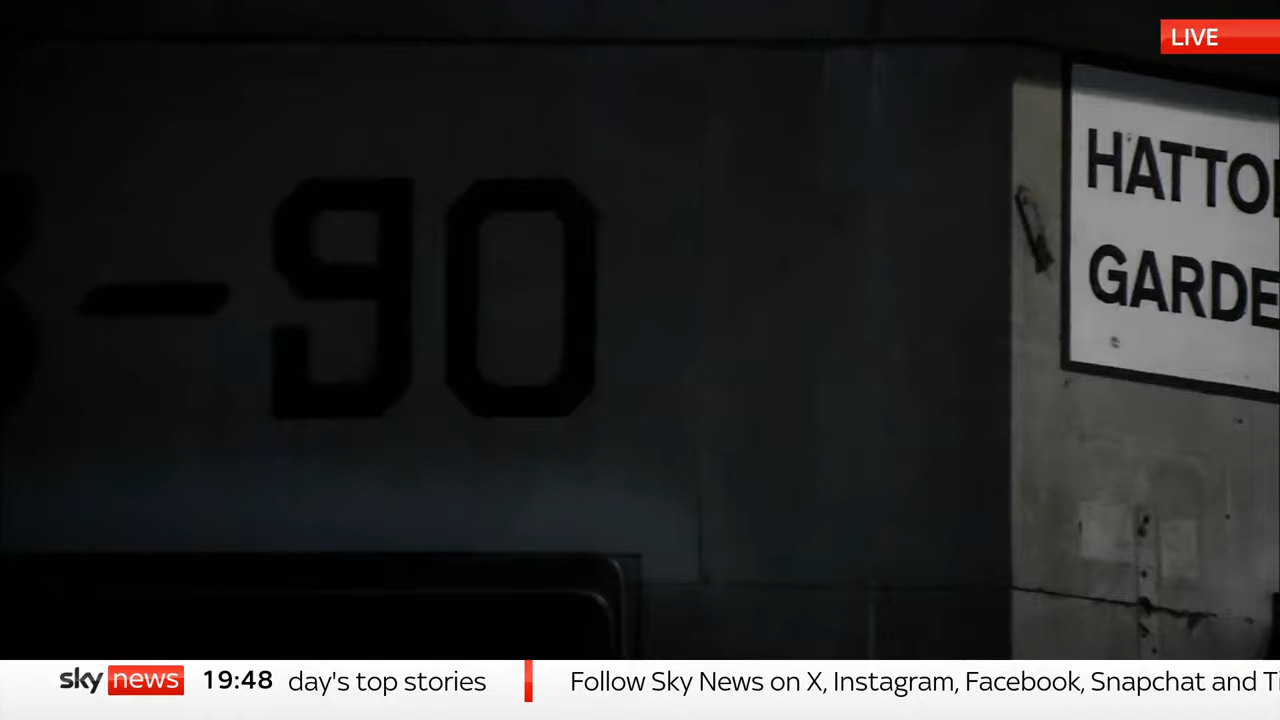 LIVE
-90
HATTO
GARDE
sky news 19:48 day's top stories Follow Sky News on X, Instagram, Facebook, Snapchat and Ti